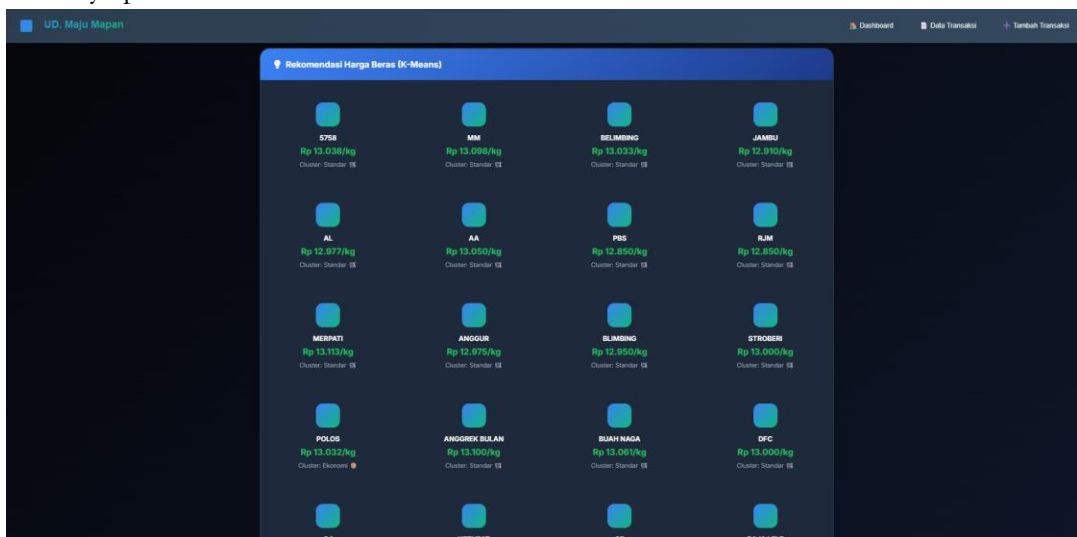 UD. Maju Mapan
Dashboard
Data Transaksi
Tambah Transaksi
Rekomendasi Harga Beras (K-Means)
5758 MM BELIMBING JAMBU
Rp 13.038/kg Rp 13.098/kg Rp 13.033/kg Rp 12.910/kg
Cluster: Standar Cluster: Standar Cluster: Standar Cluster: Standar
AL AA PBS RJM
Rp 12.977/kg Rp 13.050/kg Rp 12.850/kg Rp 12.850/kg
Cluster: Standar Cluster: Standar Cluster: Standar Cluster: Standar
MERPATI ANGGUR BLIMBING STROBERI
Rp 13.113/kg Rp 12.975/kg Rp 12.950/kg Rp 13.000/kg
Cluster: Standar Cluster: Standar Cluster: Standar Cluster: Standar
POLOS ANGGREK BULAN BUAH NAGA DFC
Rp 13.032/kg Rp 13.100/kg Rp 13.061/kg Rp 13.000/kg
Cluster: Ekonomi Cluster: Standar Cluster: Standar Cluster: Standar